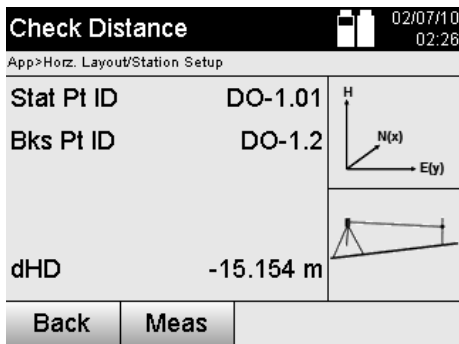 Check Distance
02/07/10
02:26
App>Horz. Layout/Station Setup
Stat Pt ID DO-1.01
Bks Pt ID DO-1.2
H
N(x)
E(y)
dHD -15.154 m
Back Meas